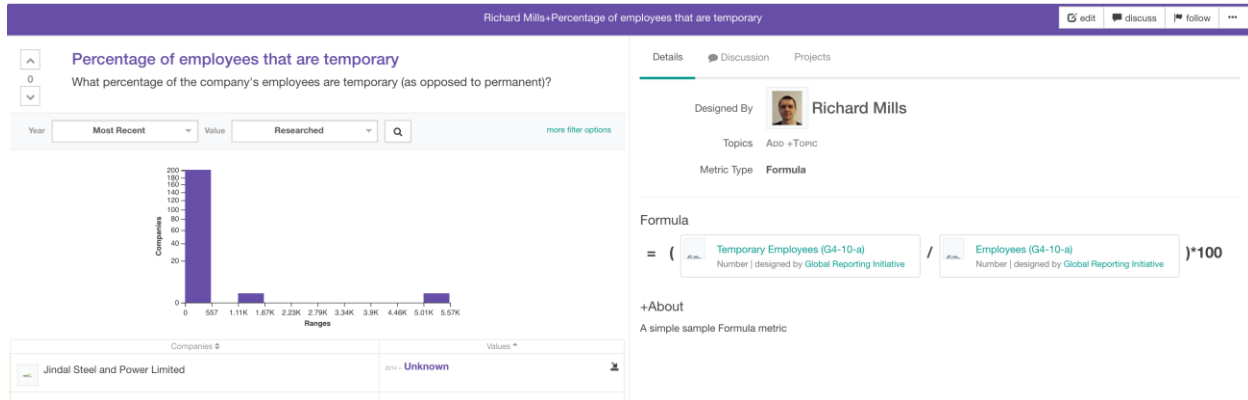 Richard Mills+Percentage of employees that are temporary
edit
discuss
follow
...
0
Percentage of employees that are temporary
What percentage of the company's employees are temporary (as opposed to permanent)?
Year Most Recent Value Researched more filter options
Companies
200
180
160
140
120
100
80
60
40
20
0
0 557 1.11K 1.67K 2.23K 2.79K 3.34K 3.9K 4.46K 5.01K 5.57K
Ranges
Companies Values
Jindal Steel and Power Limited 2014 = Unknown
Details Discussion Projects
Designed By Richard Mills
Topics Add +Topic
Metric Type Formula
Formula
= ( Temporary Employees (G4-10-a) / Employees (G4-10-a) )*100
Number | designed by Global Reporting Initiative Number | designed by Global Reporting Initiative
+About
A simple sample Formula metric